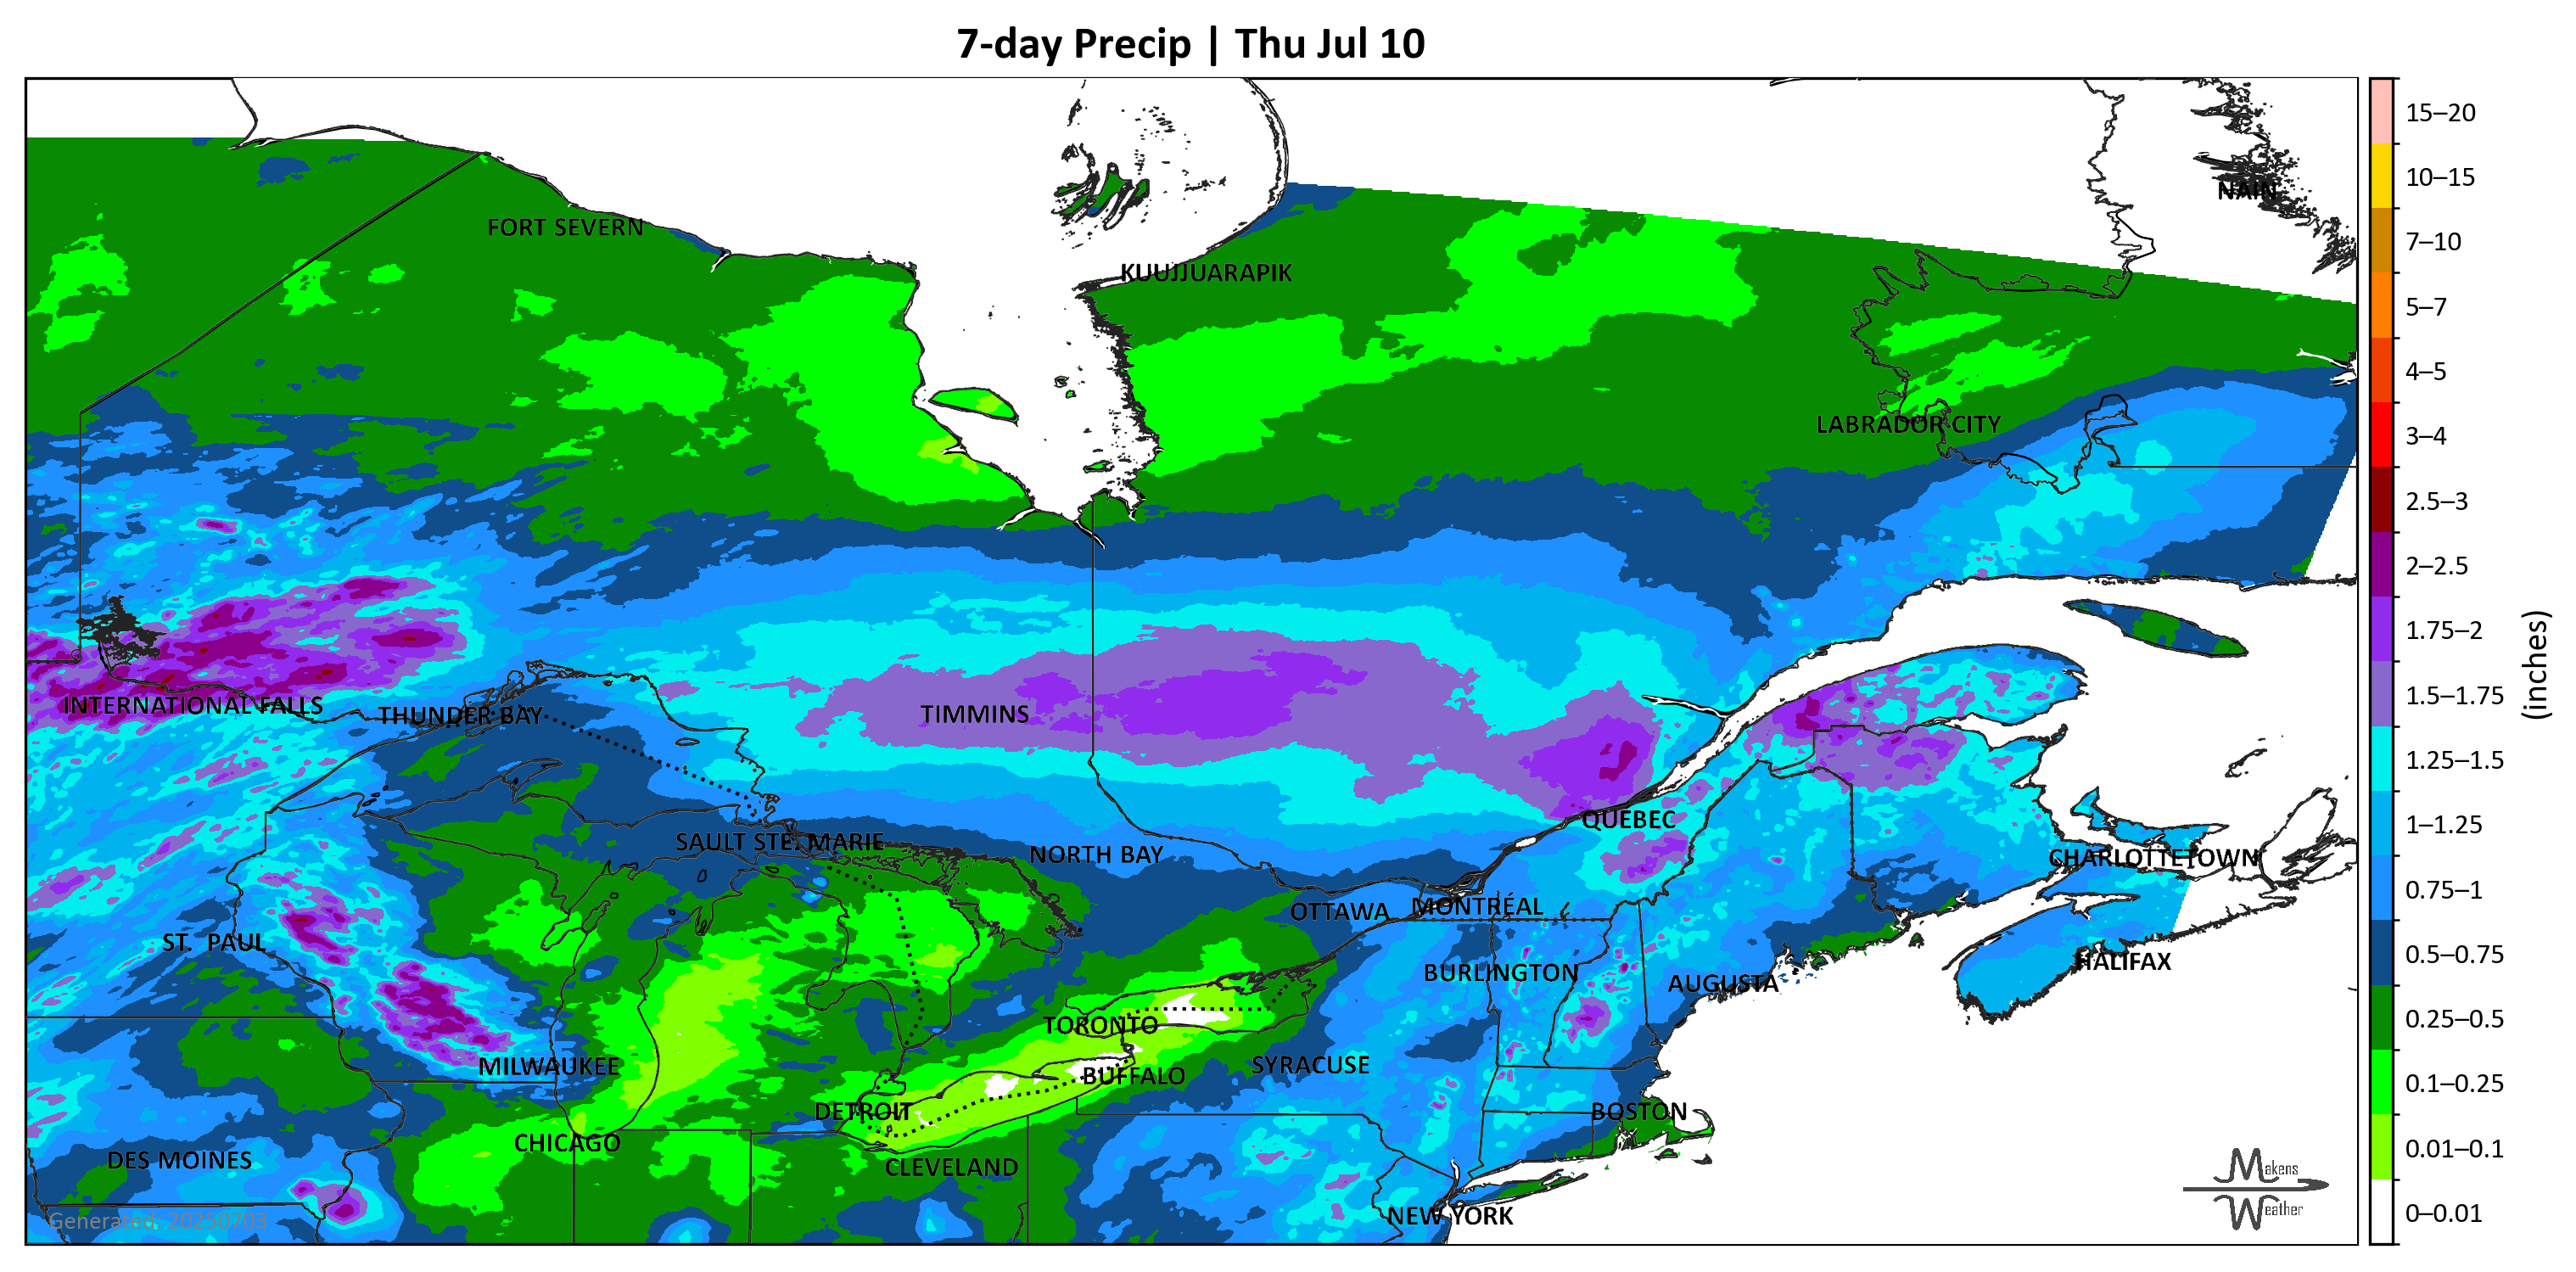 7-day Precip | Thu Jul 10
15–20
NAIN
10–15
FORT SEVERN
7–10
KUUJJUARAPIK
5–7
4–5
LABRADOR CITY
3–4
2.5–3
2–2.5
1.75–2
(inches)
1.5–1.75
INTERNATIONAL FALLS
THUNDER BAY
TIMMINS
1.25–1.5
QUÉBEC
1–1.25
SAULT STE. MARIE
NORTH BAY
CHARLOTTETOWN
0.75–1
OTTAWA
MONTRÉAL
ST. PAUL
0.5–0.75
HALIFAX
BURLINGTON
AUGUSTA
TORONTO
0.25–0.5
MILWAUKEE
SYRACUSE
BUFFALO
0.1–0.25
DETROIT
BOSTON
CHICAGO
0.01–0.1
DES MOINES
CLEVELAND
Makens
Weather
Generated: 20250703
NEW YORK
0–0.01